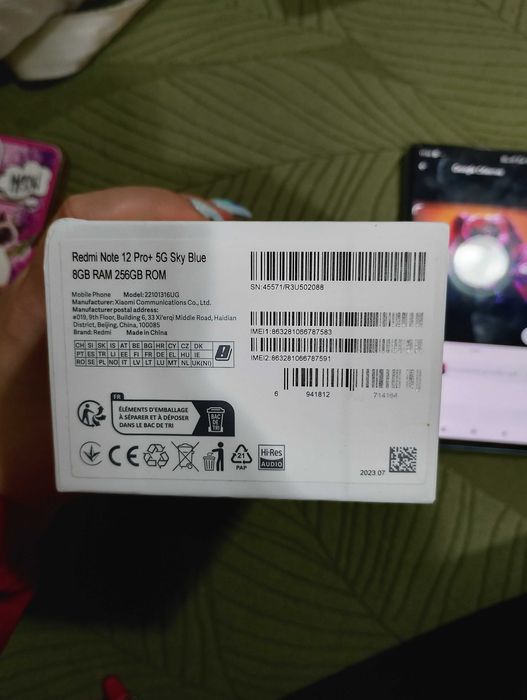 Redmi Note 12 Pro+ 5G Sky Blue
8GB RAM 256GB ROM
Mobile Phone Model: 22101316UG
Manufacturer: Xiaomi Communications Co., Ltd.
Manufacturer postal address:
#019, 9th Floor, Building 6, 33 Xi'erqi Middle Road, Haidian
District, Beijing, China, 100085
Brand: Redmi Made in China
CH SI SK IS AT BE BG HR CY CZ DK
PT ES TR LI EE FI FR DE EL HU IE
RO SE PL NO IT LV LT LU MT NL UK(NI)
SN:45571/R3U502088
IMEI1:863281066787583
IMEI2:863281066787591
6 941812 714164
FR
ÉLÉMENTS D'EMBALLAGE
À SÉPARER ET À DÉPOSER
DANS LE BAC DE TRI
BAC
DE
TRI
CE
21
PAP
Hi-Res
AUDIO
2023.07